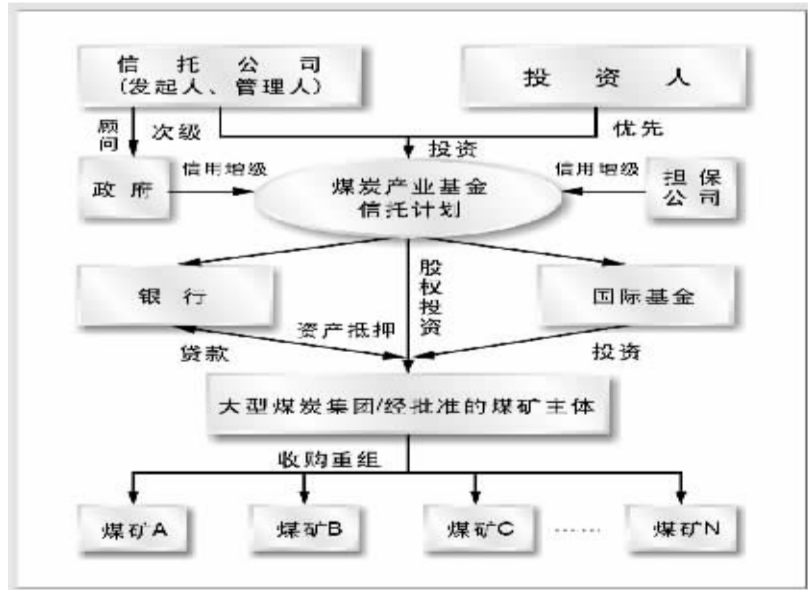 信托公司
(发起人、管理人)
投资人
顾问
次级
优先
投资
政府
信用增级
煤炭产业基金
信托计划
信用增级
担保
公司
银行
股权投资
国际基金
资产抵押
贷款
投资
大型煤炭集团/经批准的煤矿主体
收购重组
煤矿A
煤矿B
煤矿C
……
煤矿N